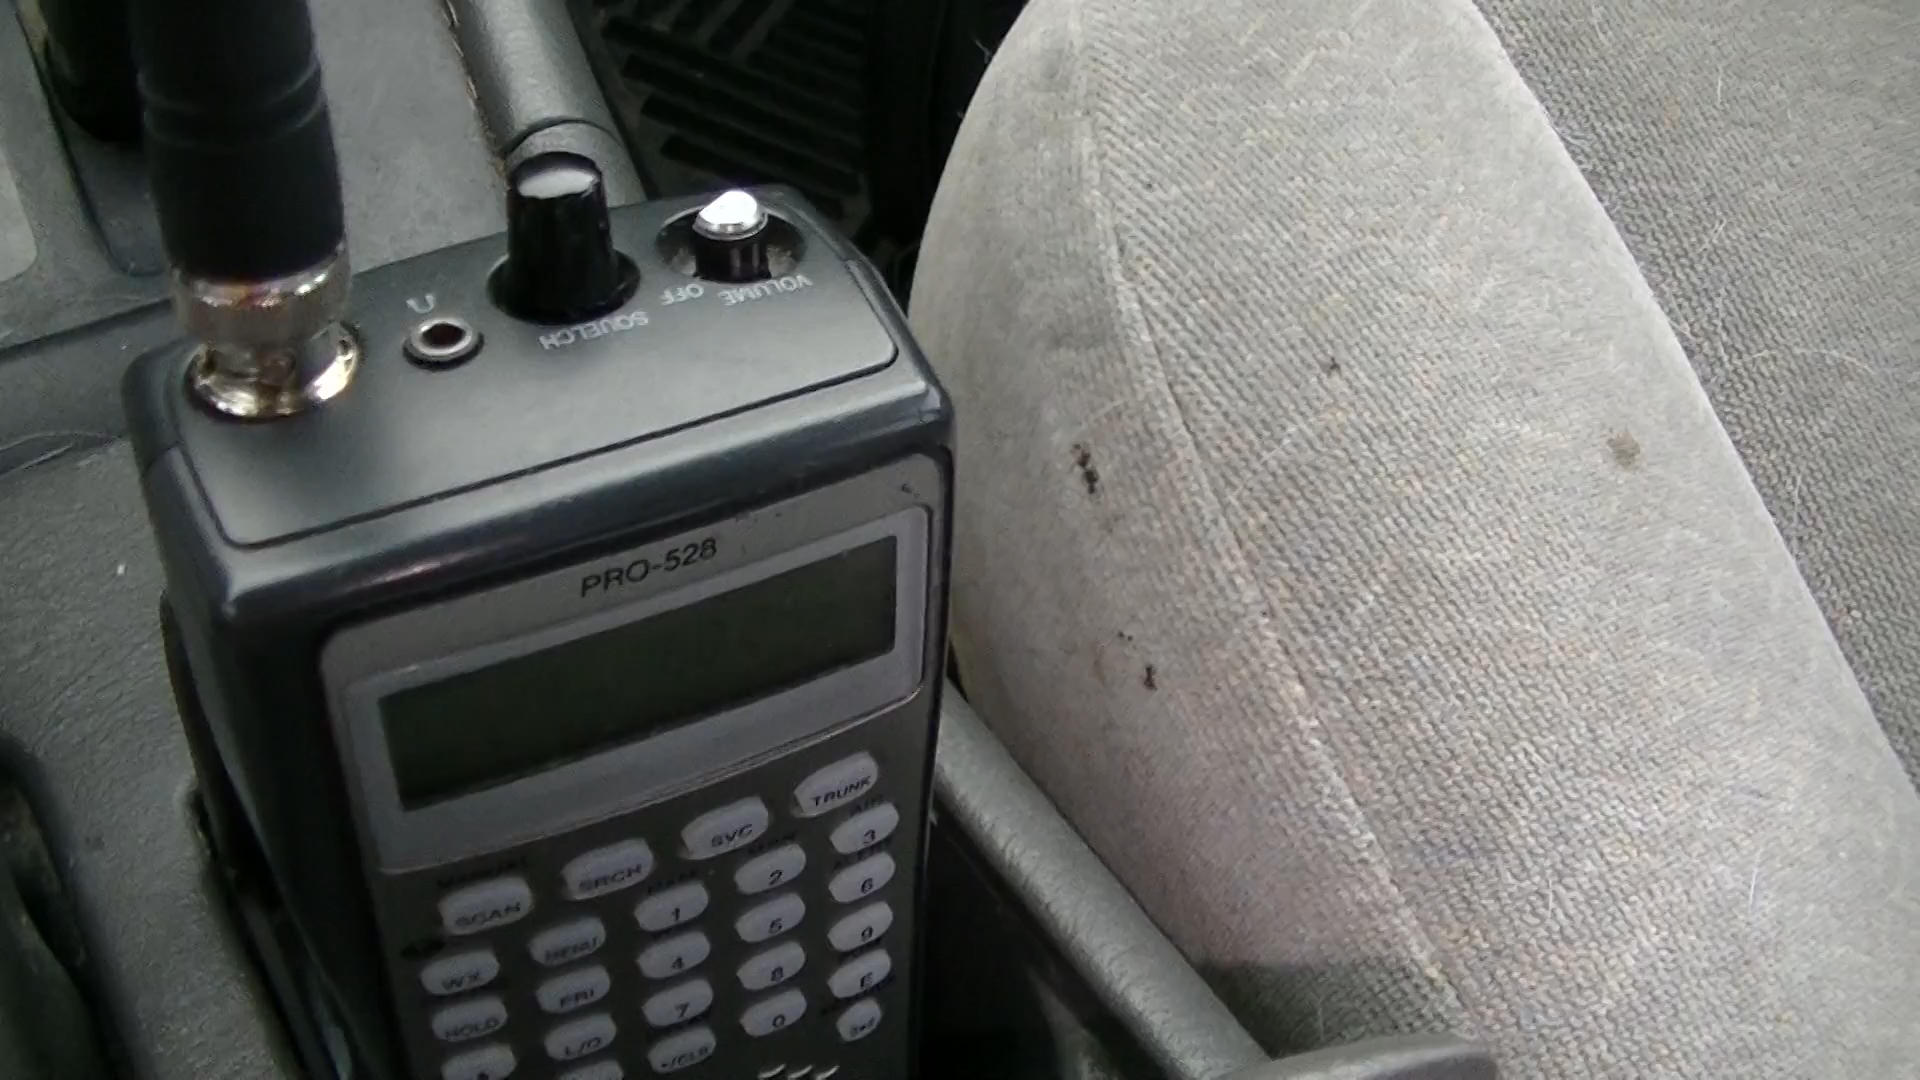 VOLUME
OFF
SQUELCH
PRO-528
TRUNK
SVC
SRCH
SCAN
3
2
1
MENU
WX
6
5
4
PRI
HOLD
9
8
7
L/O
E
0